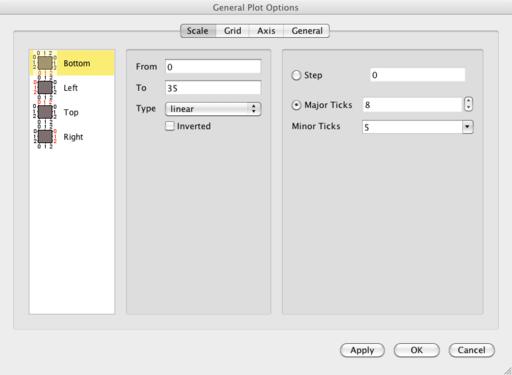 General Plot Options
Scale Grid Axis General
Bottom
Left
Top
Right
From 0
To 35
Type linear
Inverted
Step 0
Major Ticks 8
Minor Ticks 5
Apply OK Cancel